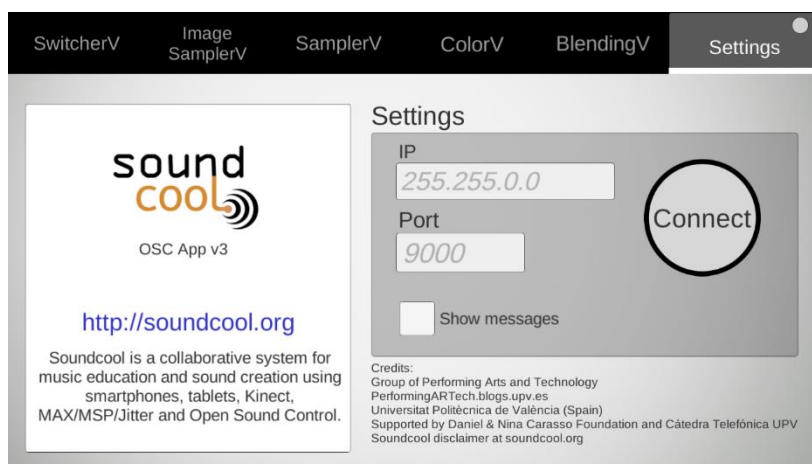 SwitcherV
Image
SamplerV
SamplerV
ColorV
BlendingV
Settings
sound
cool
OSC App v3
http://soundcool.org
Soundcool is a collaborative system for
music education and sound creation using
smartphones, tablets, Kinect,
MAX/MSP/Jitter and Open Sound Control.
Settings
IP
255.255.0.0
Port
9000
Connect
Show messages
Credits:
Group of Performing Arts and Technology
PerformingARTech.blogs.upv.es
Universitat Politècnica de València (Spain)
Supported by Daniel & Nina Carasso Foundation and Cátedra Telefónica UPV
Soundcool disclaimer at soundcool.org